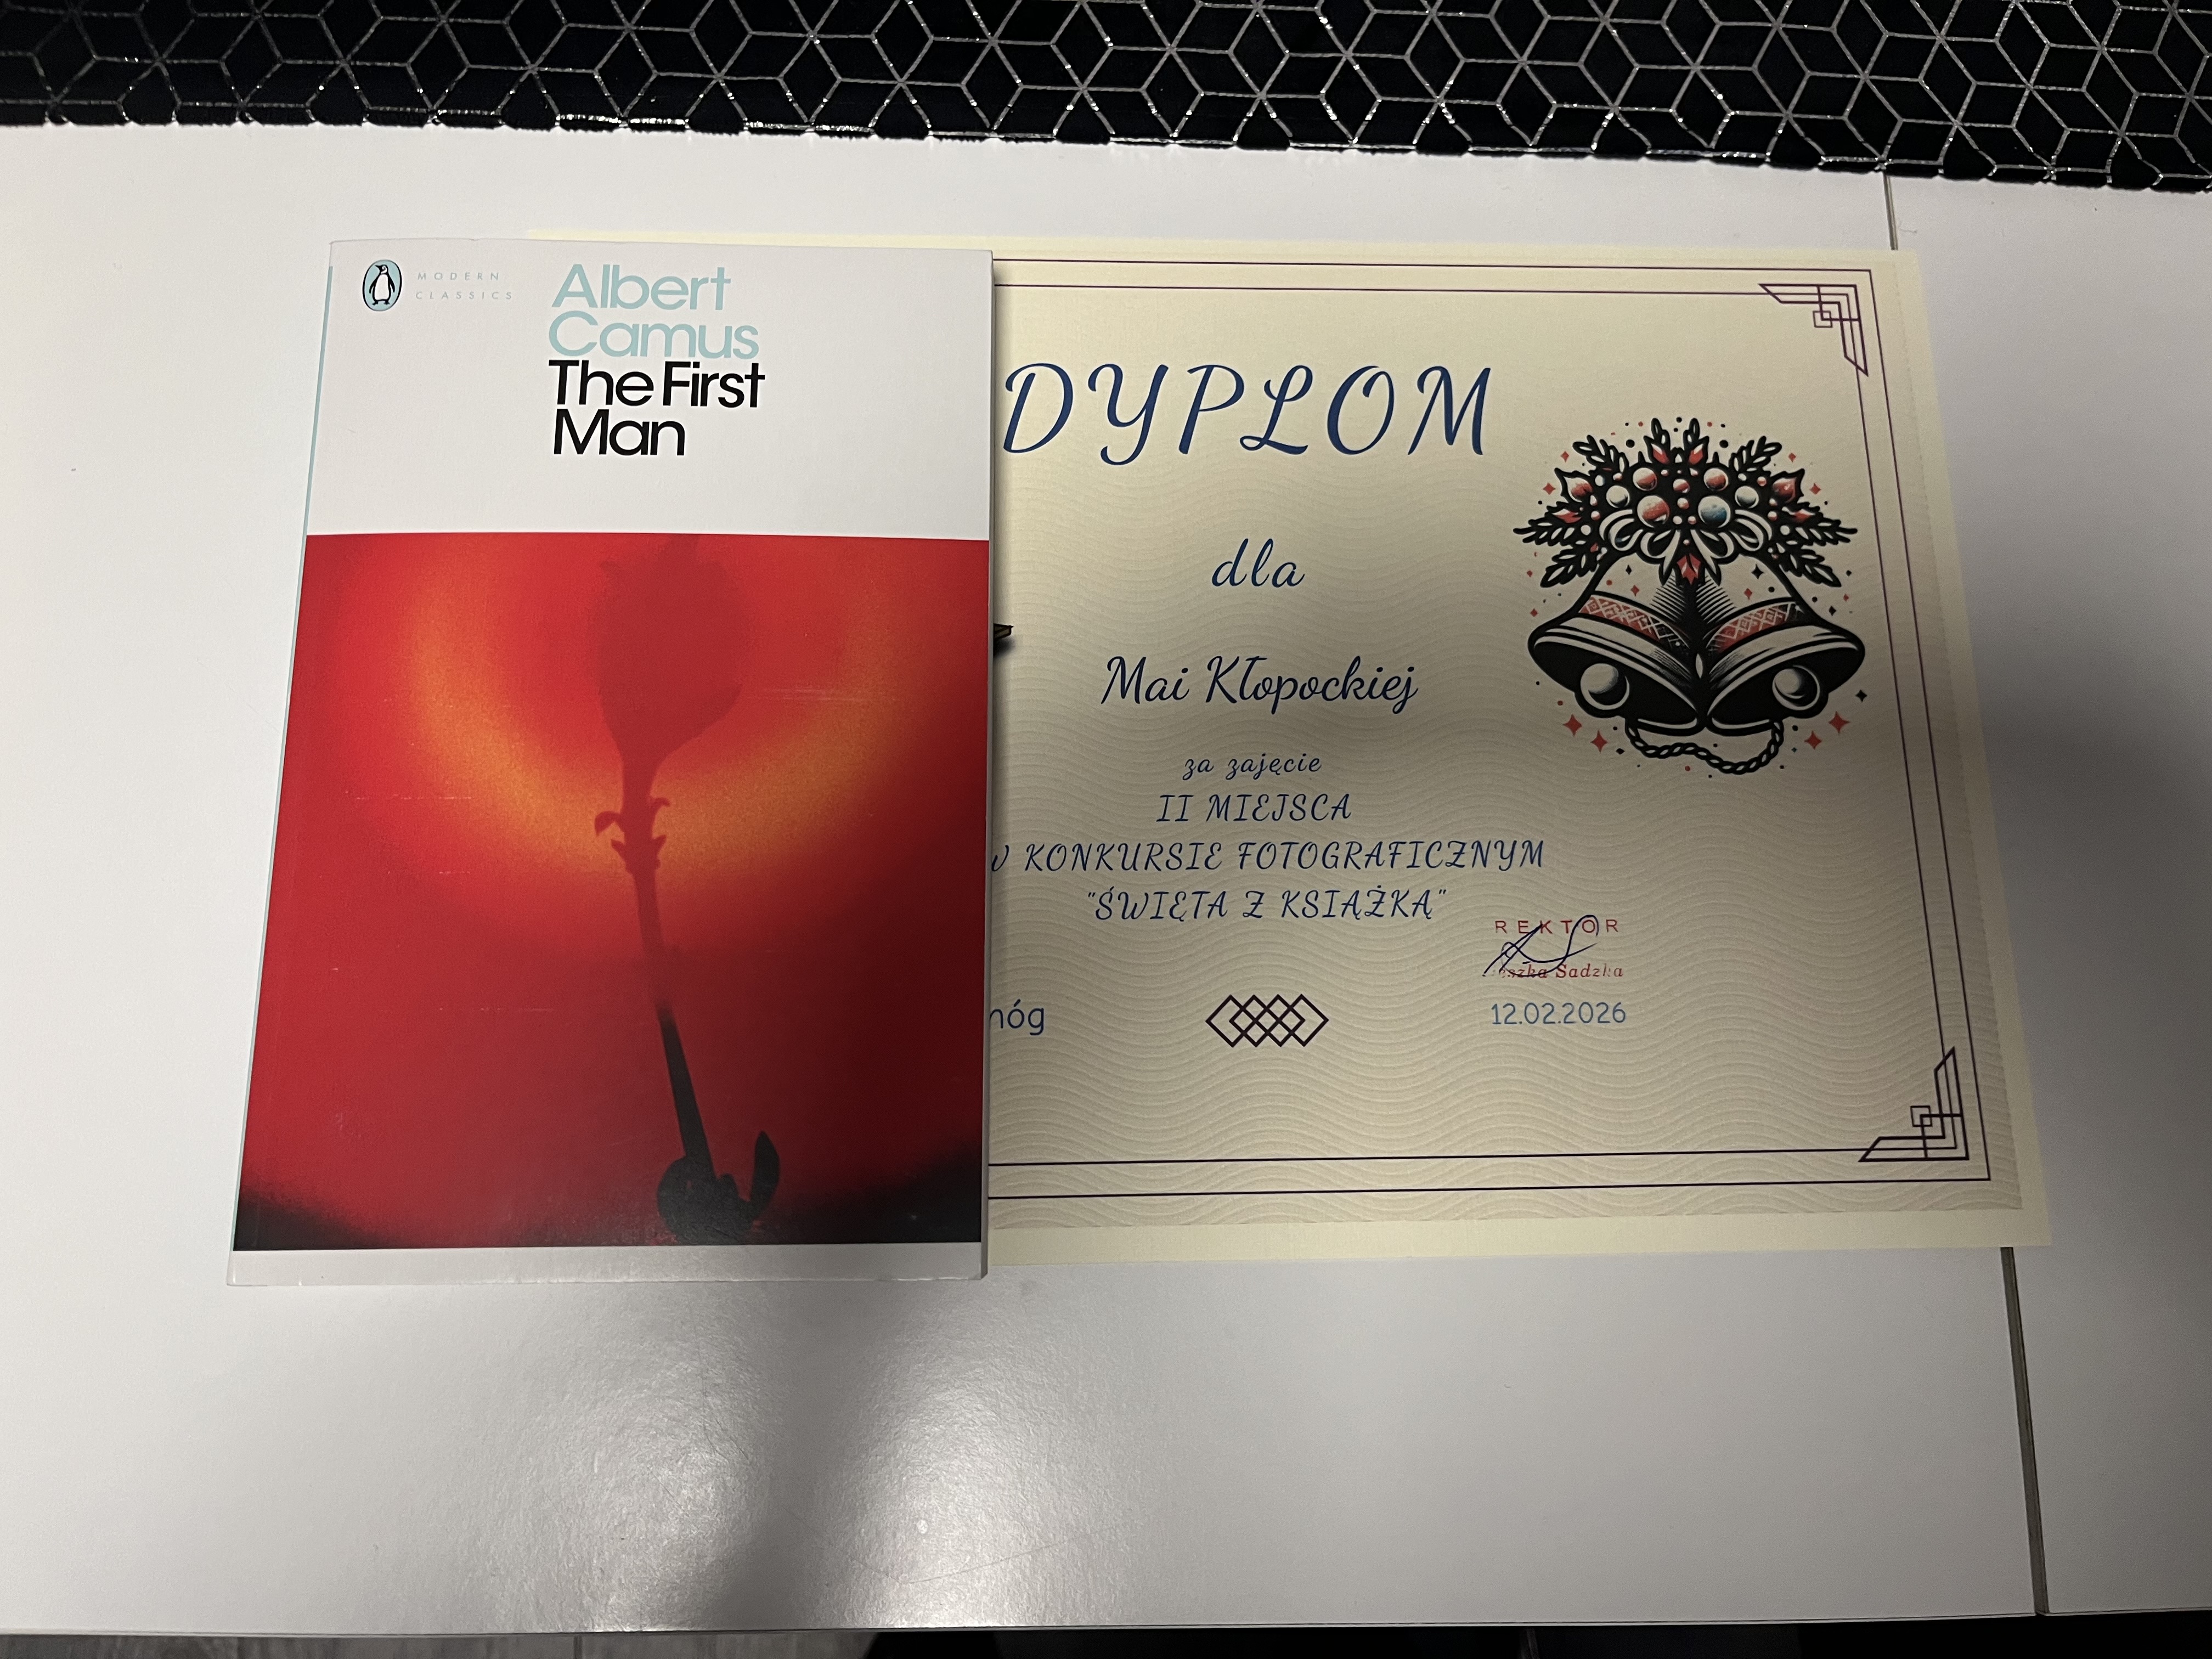 MODERN
CLASSICS
Albert
Camus
The First
Man
DYPLOM
dla
Mai Kłopockiej
za zajęcie
II MIEJSCA
W KONKURSIE FOTOGRAFICZNYM
"ŚWIĘTA Z KSIĄŻKĄ"
REKTOR
Sadzka
12.02.2026